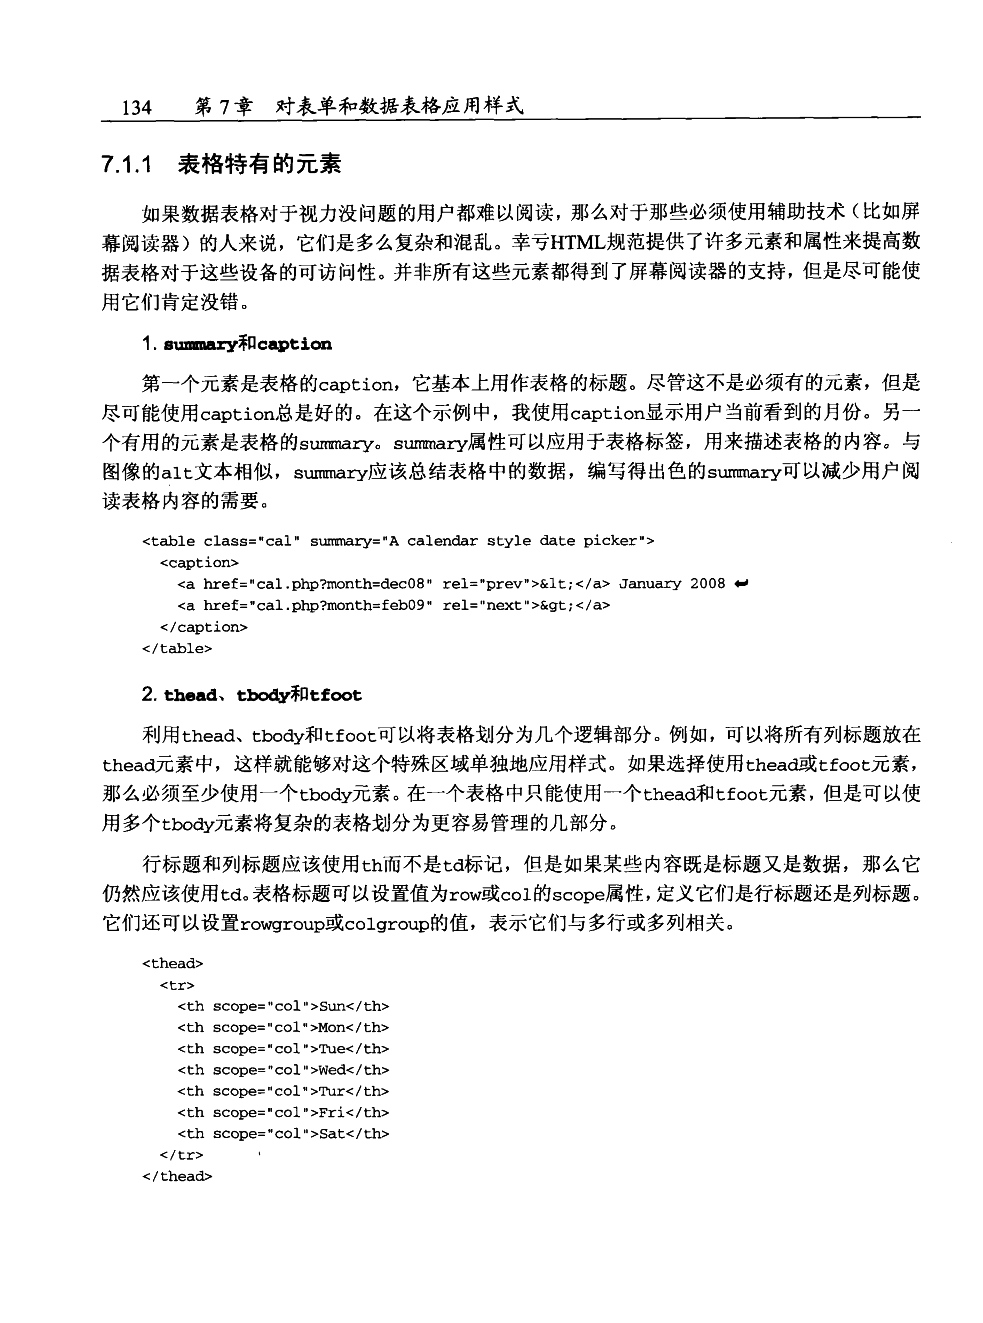 134 第7章 对表单和数据表格应用样式
7.1.1 表格特有的元素
如果数据表格对于视力没问题的用户都难以阅读，那么对于那些必须使用辅助技术（比如屏
幕阅读器）的人来说，它们是多么复杂和混乱。幸亏HTML规范提供了许多元素和属性来提高数
据表格对于这些设备的可访问性。并非所有这些元素都得到了屏幕阅读器的支持，但是尽可能使
用它们肯定没错。
1. summary和caption
第一个元素是表格的caption，它基本上用作表格的标题。尽管这不是必须有的元素，但是
尽可能使用caption总是好的。在这个示例中，我使用caption显示用户当前看到的月份。另一
个有用的元素是表格的summary。summary属性可以应用于表格标签，用来描述表格的内容。与
图像的alt文本相似，summary应该总结表格中的数据，编写得出色的summary可以减少用户阅
读表格内容的需要。
<table class="cal" summary="A calendar style date picker">
<caption>
<a href="cal.php?month=dec08" rel="prev">&lt;</a> January 2008 ↩
<a href="cal.php?month=feb09" rel="next">&gt;</a>
</caption>
</table>
2. thead、tbody和tfoot
利用thead、tbody和tfoot可以将表格划分为几个逻辑部分。例如，可以将所有列标题放在
thead元素中，这样就能够对这个特殊区域单独地应用样式。如果选择使用thead或tfoot元素，
那么必须至少使用一个tbody元素。在一个表格中只能使用一个thead和tfoot元素，但是可以使
用多个tbody元素将复杂的表格划分为更容易管理的几部分。
行标题和列标题应该使用th而不是td标记，但是如果某些内容既是标题又是数据，那么它
仍然应该使用td。表格标题可以设置值为row或col的scope属性，定义它们是行标题还是列标题。
它们还可以设置rowgroup或colgroup的值，表示它们与多行或多列相关。
<thead>
<tr>
<th scope="col">Sun</th>
<th scope="col">Mon</th>
<th scope="col">Tue</th>
<th scope="col">Wed</th>
<th scope="col">Tur</th>
<th scope="col">Fri</th>
<th scope="col">Sat</th>
</tr>
</thead>